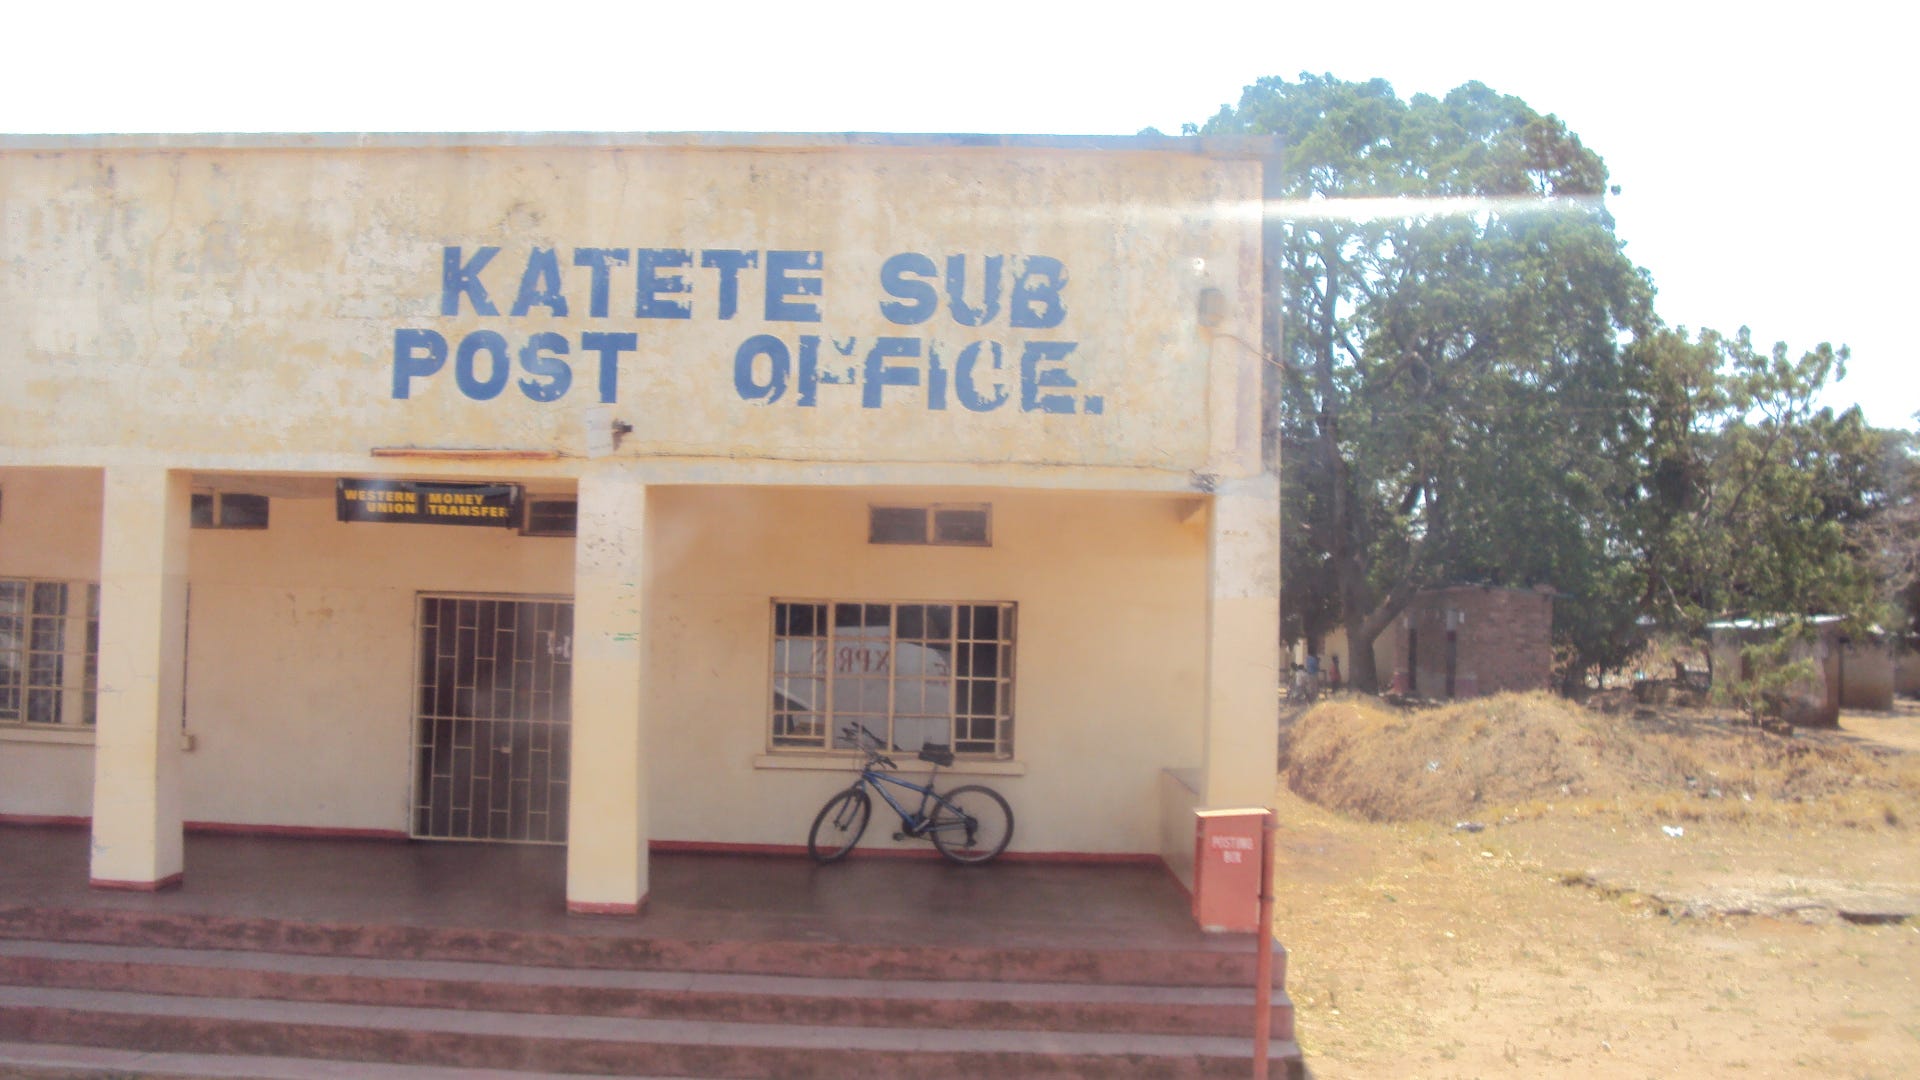 KATETE SUB
POST OFFICE.
WESTERN UNION
MONEY TRANSFER
POSTING
BOX